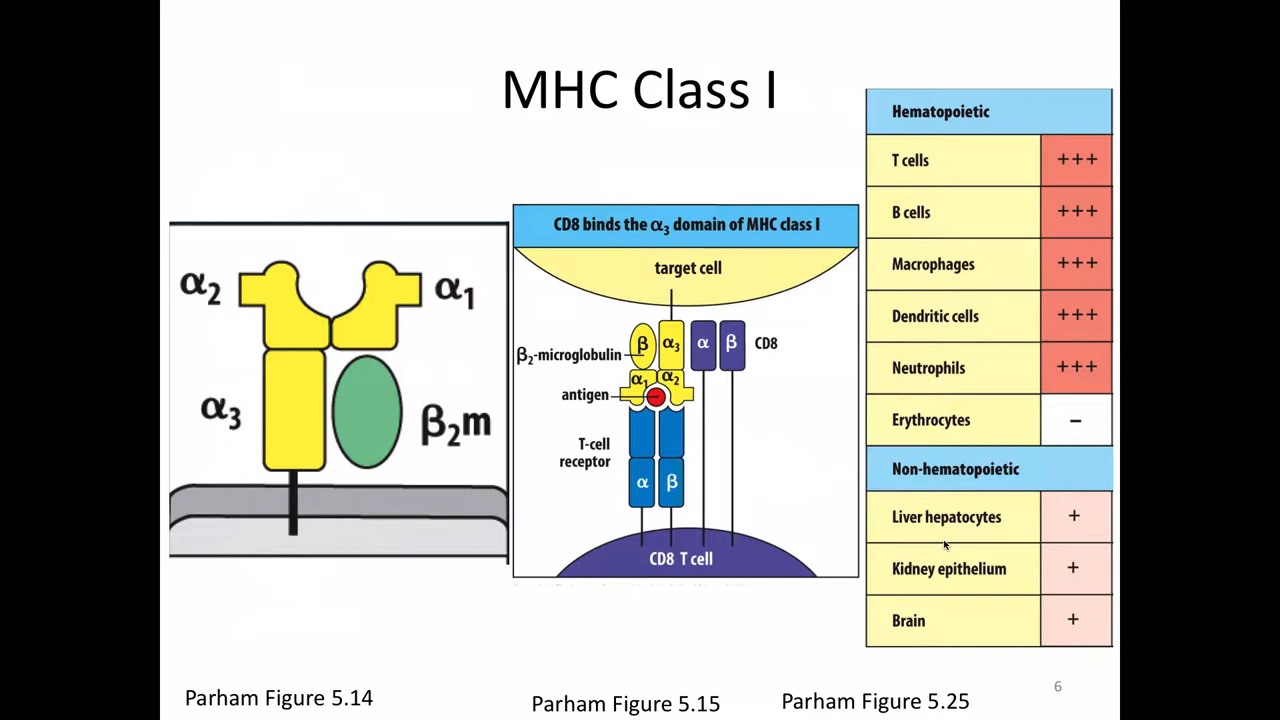 MHC Class I
α2
α1
α3
β2m
CD8 binds the α3 domain of MHC class I
target cell
β
α3
α
β
CD8
β2-microglobulin
α1
α2
antigen
T-cell
receptor
α
β
CD8 T cell
Hematopoietic
T cells +++
B cells +++
Macrophages +++
Dendritic cells +++
Neutrophils +++
Erythrocytes –
Non-hematopoietic
Liver hepatocytes +
Kidney epithelium +
Brain +
Parham Figure 5.14
Parham Figure 5.15
Parham Figure 5.25
6